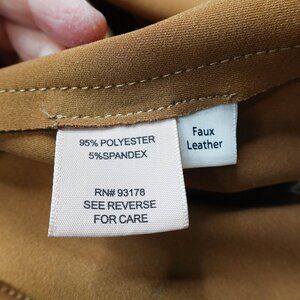 95% POLYESTER
5%SPANDEX
RN# 93178
SEE REVERSE
FOR CARE
Faux
Leather